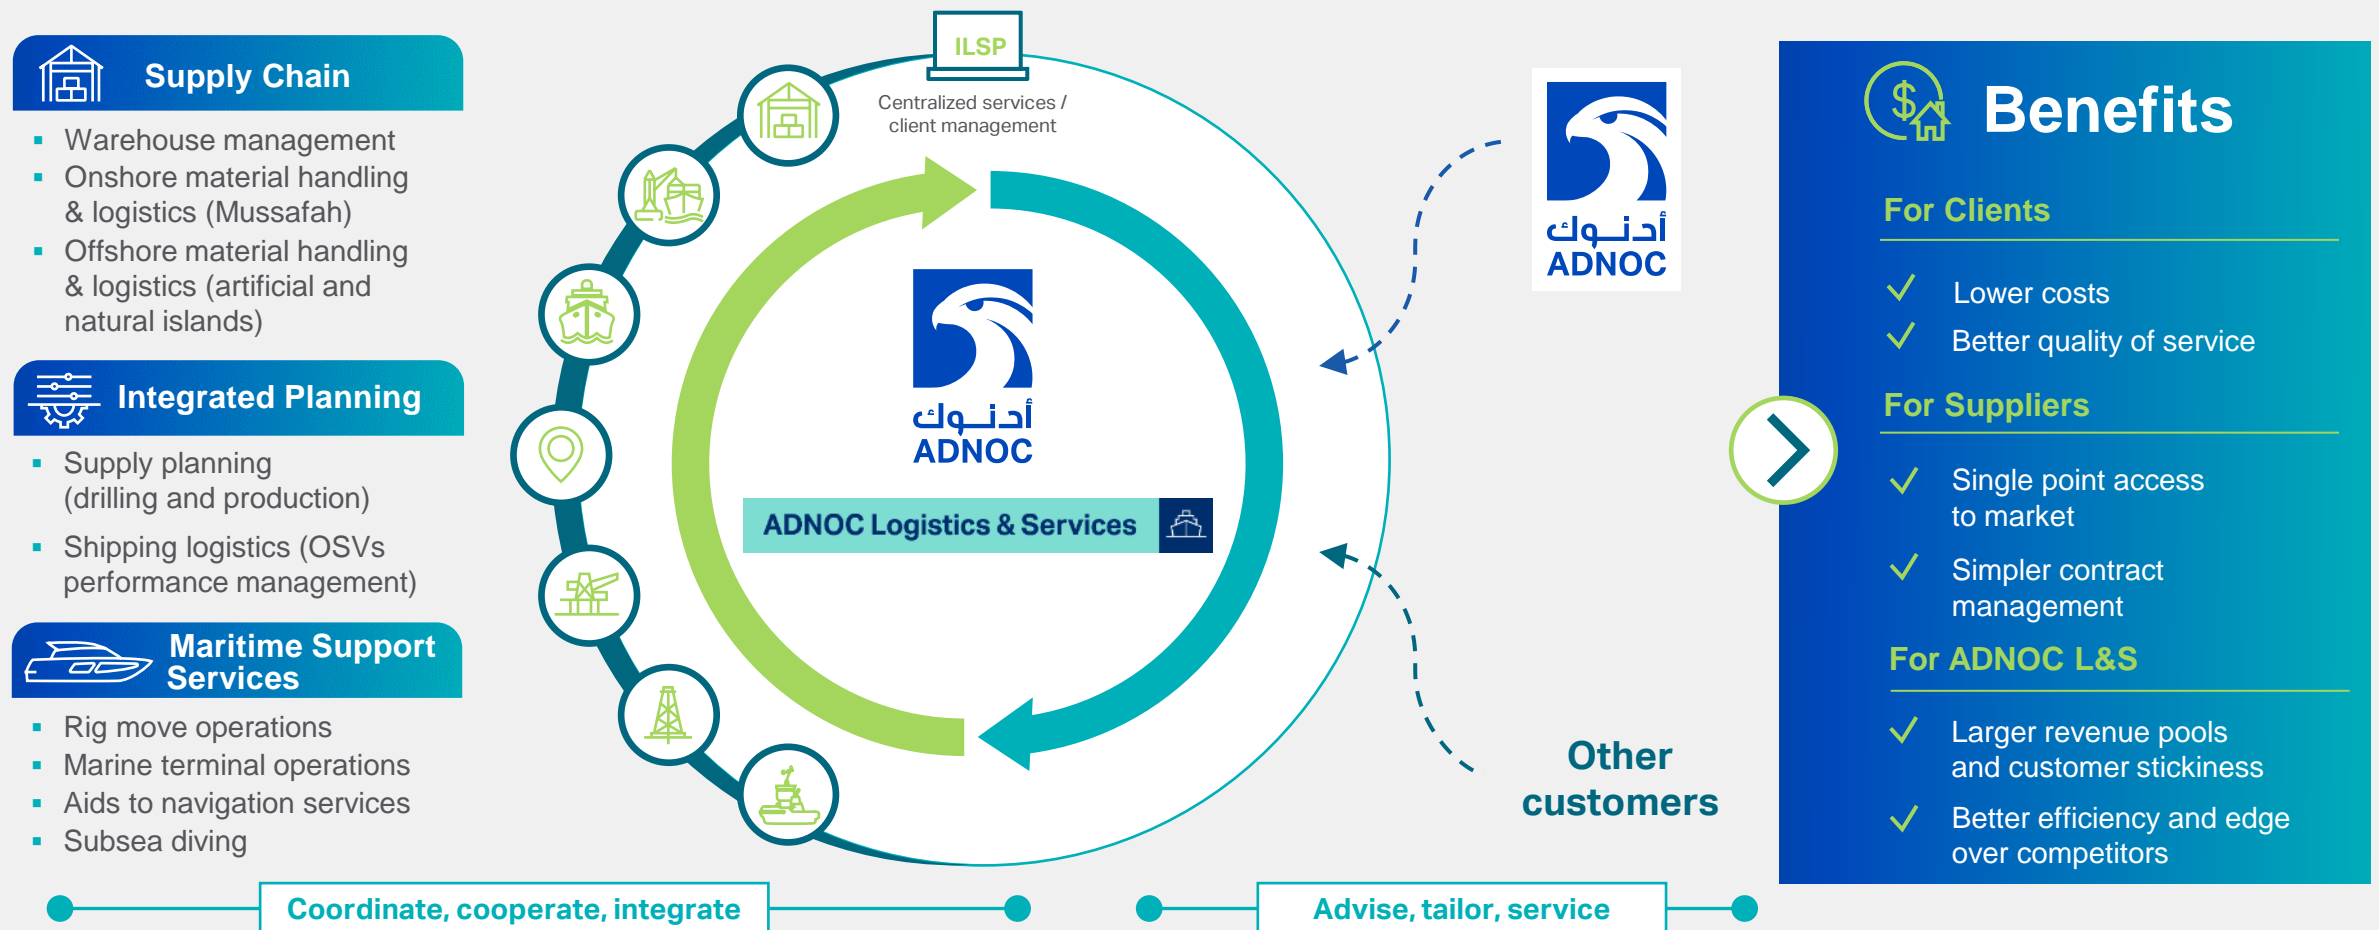 Supply Chain
Warehouse management
Onshore material handling
& logistics (Mussafah)
Offshore material handling
& logistics (artificial and
natural islands)
Integrated Planning
Supply planning
(drilling and production)
Shipping logistics (OSVs
performance management)
Maritime Support
Services
Rig move operations
Marine terminal operations
Aids to navigation services
Subsea diving
ILSP
Centralized services /
client management
أدنوك
ADNOC
ADNOC Logistics & Services
أدنوك
ADNOC
Other
customers
Coordinate, cooperate, integrate
Advise, tailor, service
$
Benefits
For Clients
Lower costs
Better quality of service
For Suppliers
Single point access
to market
Simpler contract
management
For ADNOC L&S
Larger revenue pools
and customer stickiness
Better efficiency and edge
over competitors